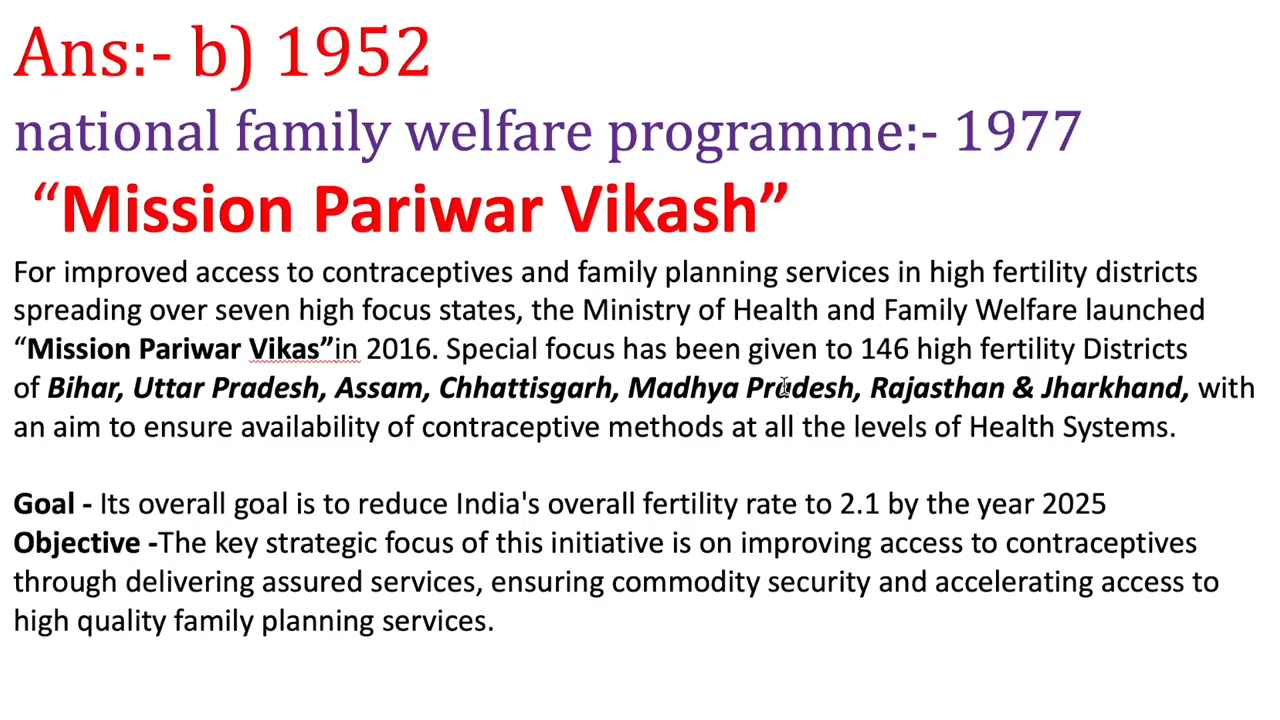 Ans:- b) 1952
national family welfare programme:- 1977
“Mission Pariwar Vikash”
For improved access to contraceptives and family planning services in high fertility districts
spreading over seven high focus states, the Ministry of Health and Family Welfare launched
“Mission Pariwar Vikas”in 2016. Special focus has been given to 146 high fertility Districts
of Bihar, Uttar Pradesh, Assam, Chhattisgarh, Madhya Pradesh, Rajasthan & Jharkhand, with
an aim to ensure availability of contraceptive methods at all the levels of Health Systems.
Goal - Its overall goal is to reduce India's overall fertility rate to 2.1 by the year 2025
Objective -The key strategic focus of this initiative is on improving access to contraceptives
through delivering assured services, ensuring commodity security and accelerating access to
high quality family planning services.